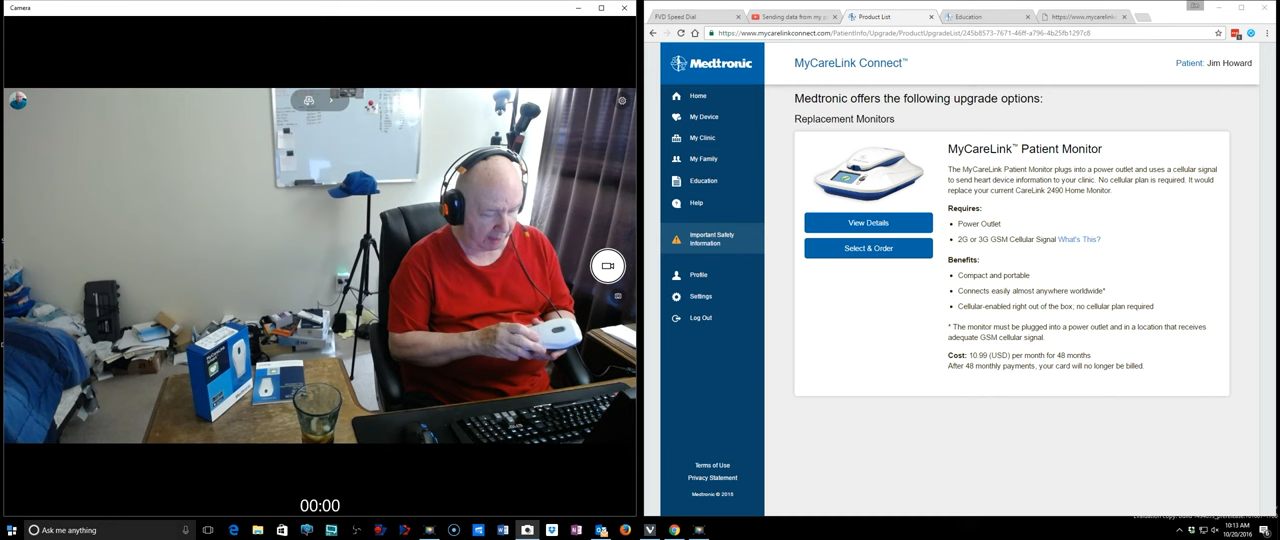 Camera
00:00
FVD Speed Dial
Sending data from my p
Product List
Education
https://www.mycarelink
https://www.mycarelinkconnect.com/PatientInfo/Upgrade/ProductUpgradeList/245b8573-7671-46ff-a796-4b25fb1297c8
Medtronic
Home
My Device
My Clinic
My Family
Education
Help
Important Safety
Information
Profile
Settings
Log Out
Terms of Use
Privacy Statement
Medtronic © 2015
MyCareLink Connect™
Patient: Jim Howard
Medtronic offers the following upgrade options:
Replacement Monitors
View Details
Select & Order
MyCareLink™ Patient Monitor
The MyCareLink Patient Monitor plugs into a power outlet and uses a cellular signal
to send heart device information to your clinic. No cellular plan is required. It would
replace your current CareLink 2490 Home Monitor.
Requires:
• Power Outlet
• 2G or 3G GSM Cellular Signal What's This?
Benefits:
• Compact and portable
• Connects easily almost anywhere worldwide*
• Cellular-enabled right out of the box; no cellular plan required
* The monitor must be plugged into a power outlet and in a location that receives
adequate GSM cellular signal.
Cost: 10.99 (USD) per month for 48 months
After 48 monthly payments, your card will no longer be billed.
Ask me anything
10:13 AM
10/20/2016